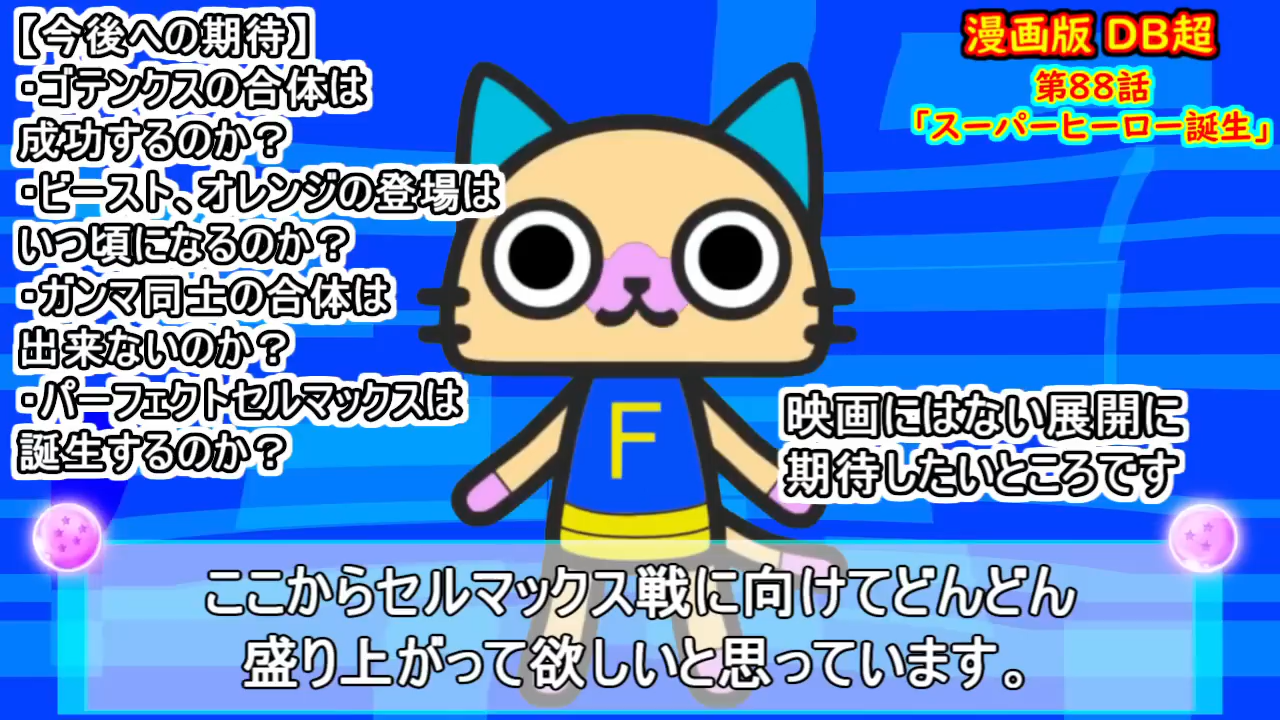 【今後への期待】
・ゴテンクスの合体は
成功するのか？
・ビースト、オレンジの登場は
いつ頃になるのか？
・ガンマ同士の合体は
出来ないのか？
・パーフェクトセルマックスは
誕生するのか？
漫画版 DB超
第88話
「スーパーヒーロー誕生」
F
映画にはない展開に
期待したいところです
ここからセルマックス戦に向けてどんどん
盛り上がって欲しいと思っています。